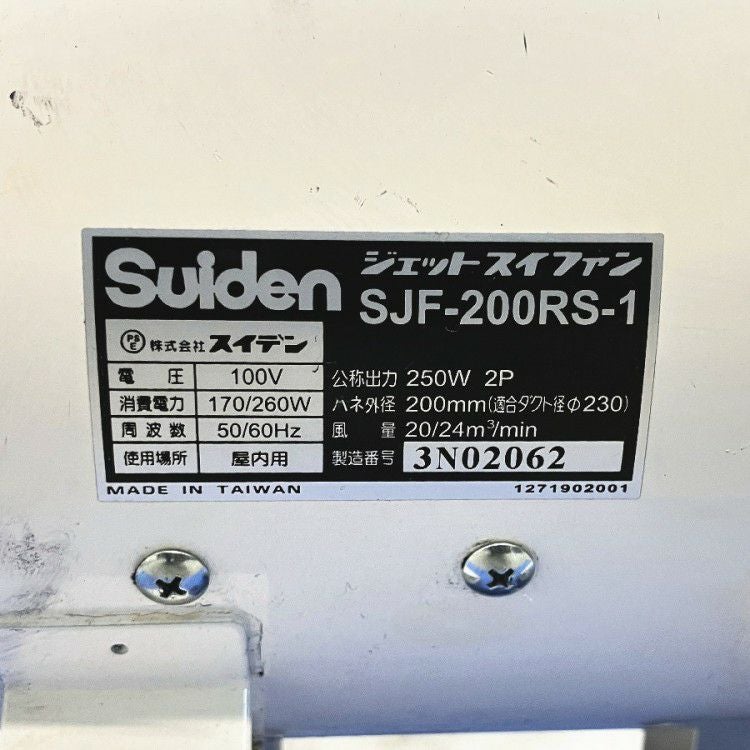 Suiden
ジェットスイファン
SJF-200RS-1
PSE 株式会社 スイデン
電 圧 100V
消費電力 170/260W
周波数 50/60Hz
使用場所 屋内用
公称出力 250W 2P
ハネ外径 200mm(適合ダクト径φ230)
風 量 20/24m³/min
製造番号 3N02062
MADE IN TAIWAN
1271902001